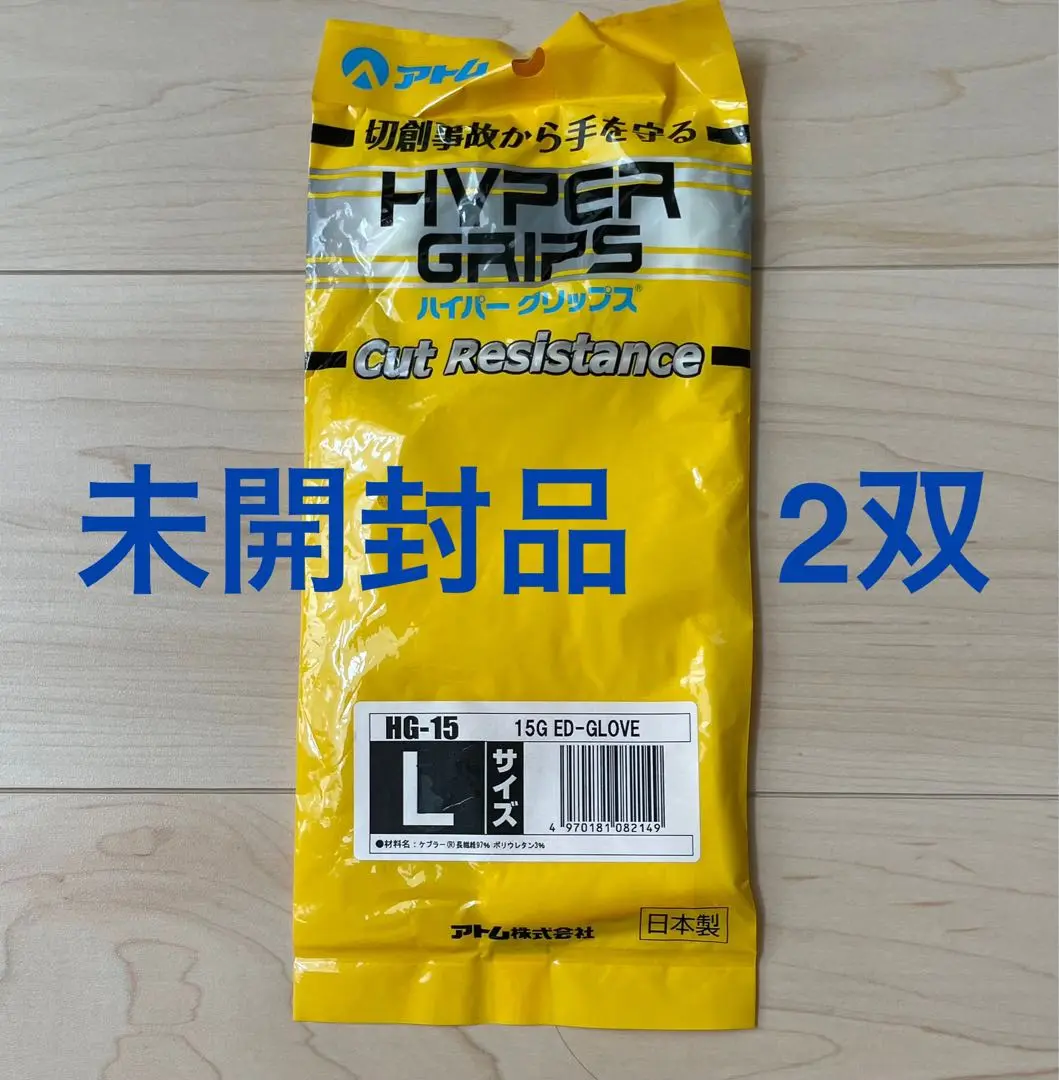 アトム
切創事故から手を守る
HYPER
GRIPS
ハイパーグリップス®
Cut Resistance
未開封品 2双
HG-15 15G ED-GLOVE
L サイズ
4 970181 082149
●材料名：ケブラー(R)長繊維97% ポリウレタン3%
アトム株式会社 日本製